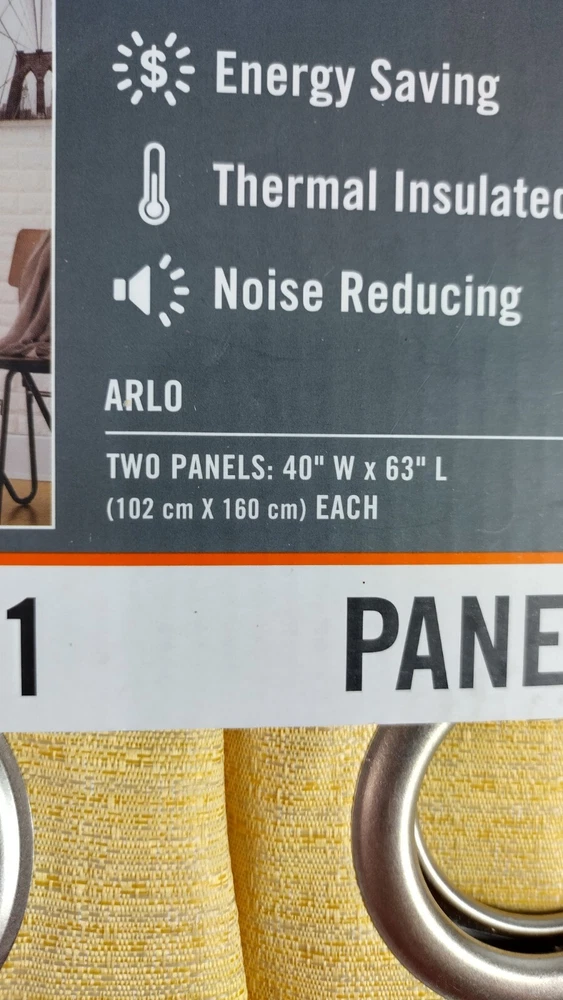 $ Energy Saving
Thermal Insulated
Noise Reducing
ARLO
TWO PANELS: 40" W x 63" L
(102 cm X 160 cm) EACH
1 PANE